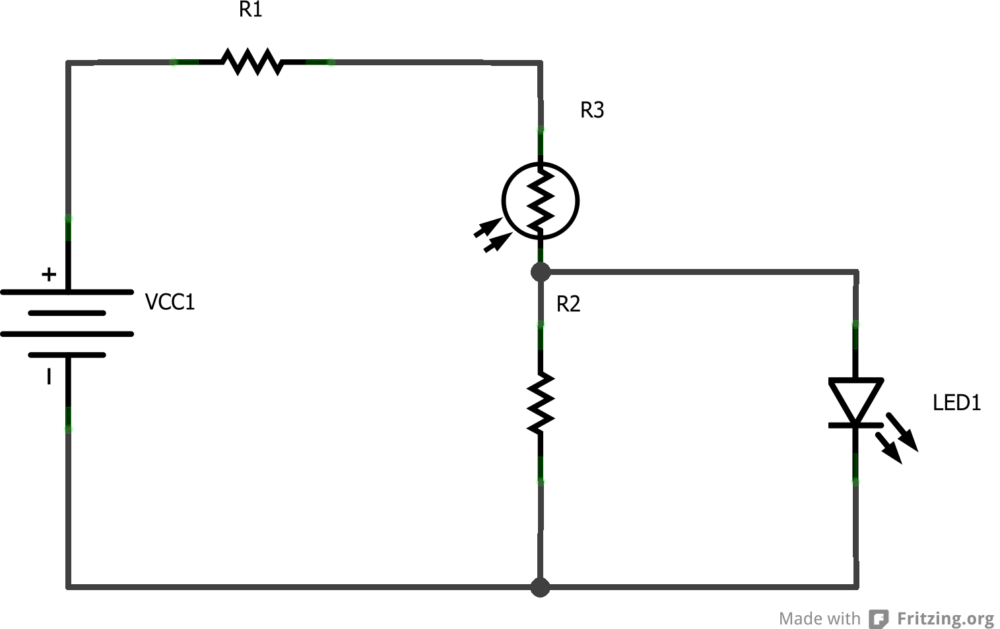 R1
R3
+
VCC1
R2
−
LED1
Made with Fritzing.org